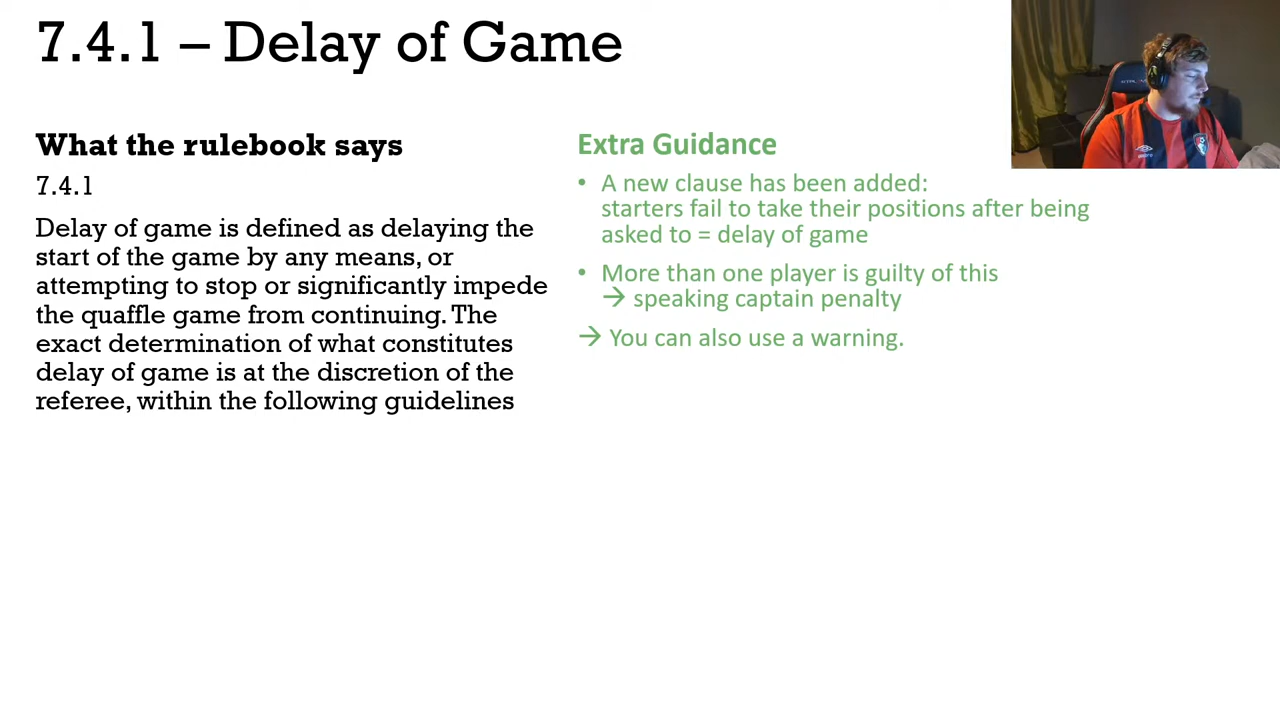 7.4.1 – Delay of Game
What the rulebook says
7.4.1
Delay of game is defined as delaying the
start of the game by any means, or
attempting to stop or significantly impede
the quaffle game from continuing. The
exact determination of what constitutes
delay of game is at the discretion of the
referee, within the following guidelines
Extra Guidance
• A new clause has been added:
starters fail to take their positions after being
asked to = delay of game
• More than one player is guilty of this
→ speaking captain penalty
→ You can also use a warning.